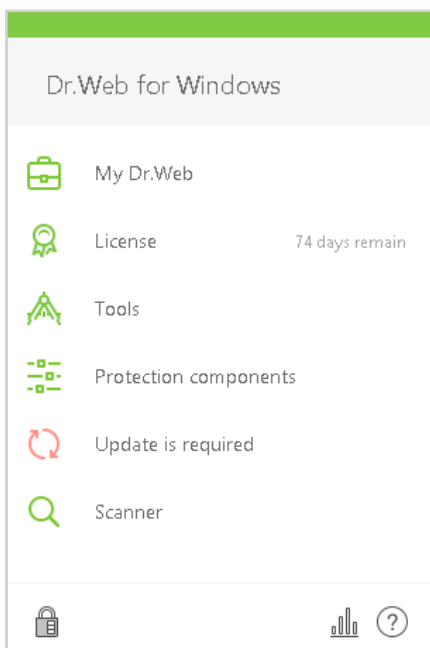 Dr.Web for Windows
My Dr.Web
License 74 days remain
Tools
Protection components
Update is required
Scanner
?